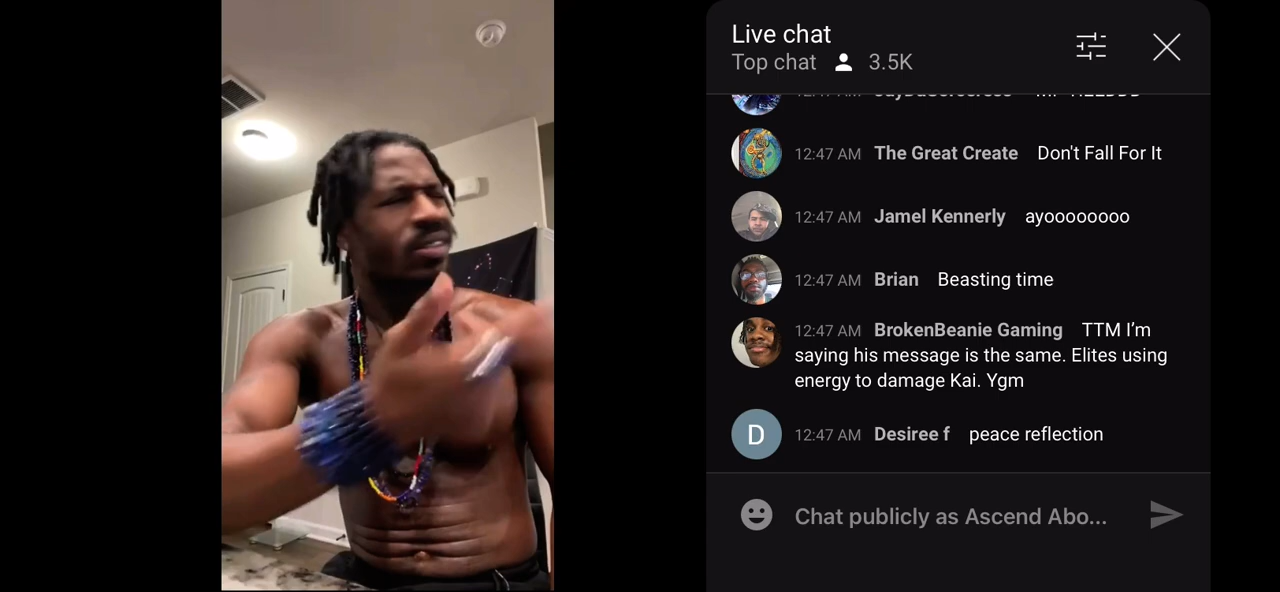 Live chat
Top chat 3.5K
12:47 AM The Great Create Don't Fall For It
12:47 AM Jamel Kennerly ayoooooooo
12:47 AM Brian Beasting time
12:47 AM BrokenBeanie Gaming TTM I’m
saying his message is the same. Elites using
energy to damage Kai. Ygm
D 12:47 AM Desiree f peace reflection
Chat publicly as Ascend Abo...